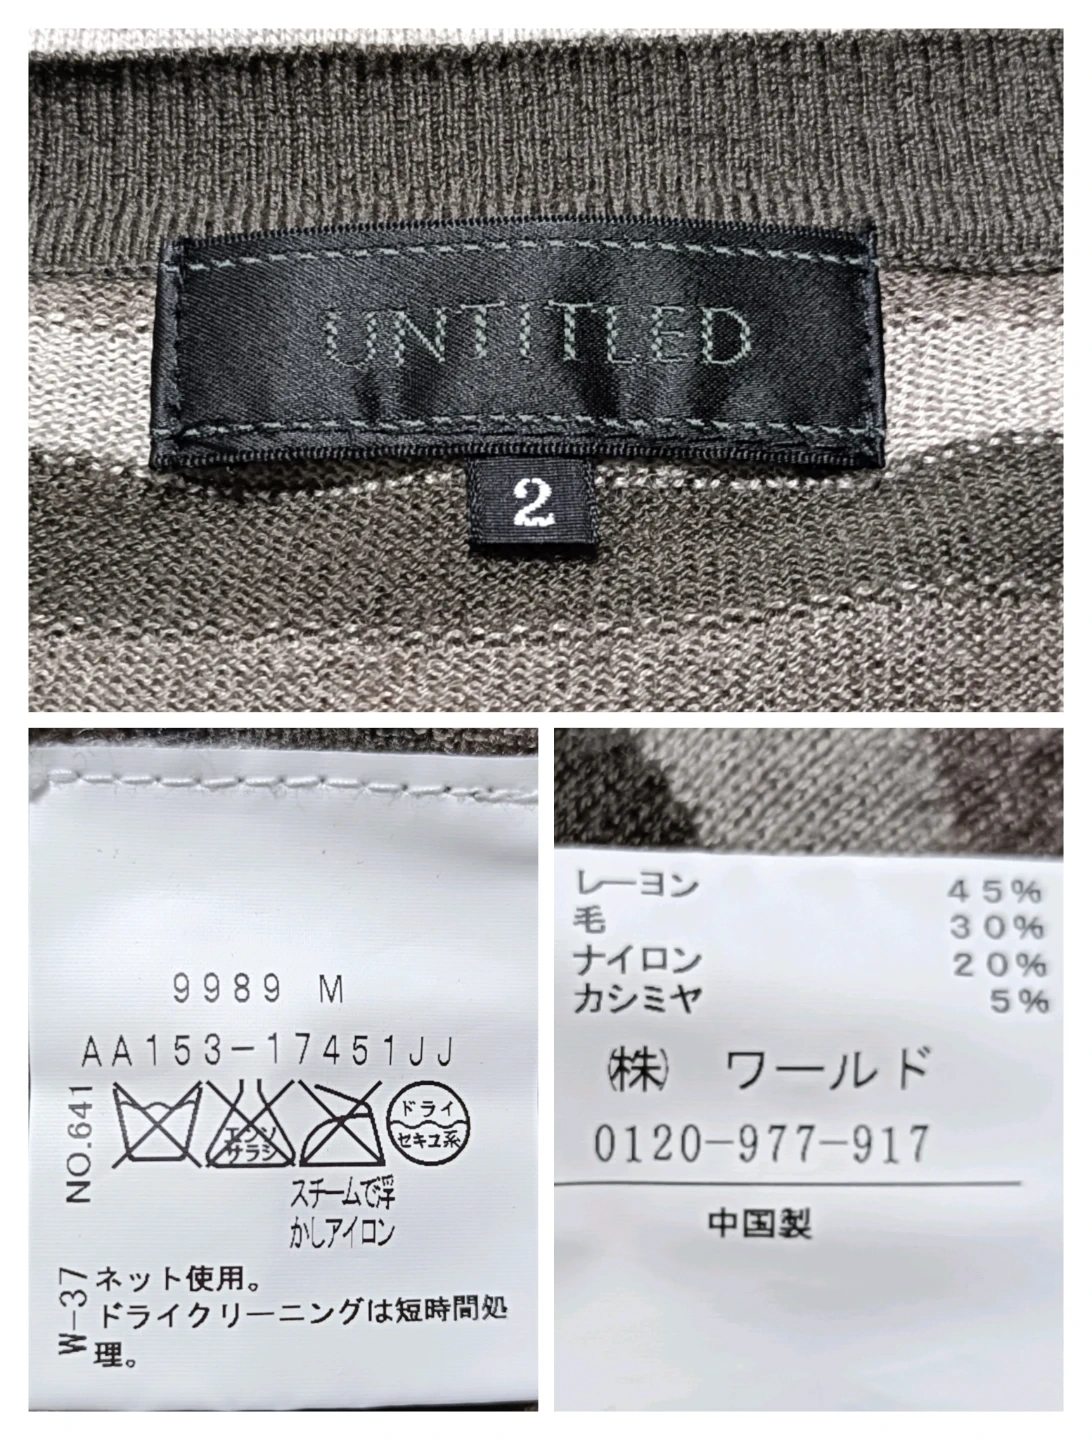 UNTITLED
2
9989 M
AA153-17451JJ
NO.641
エンソ
サラシ
ドライ
セキユ系
スチームで浮
かしアイロン
W-37
ネット使用。
ドライクリーニングは短時間処
理。
レーヨン 45%
毛 30%
ナイロン 20%
カシミヤ 5%
(株) ワールド
0120-977-917
中国製